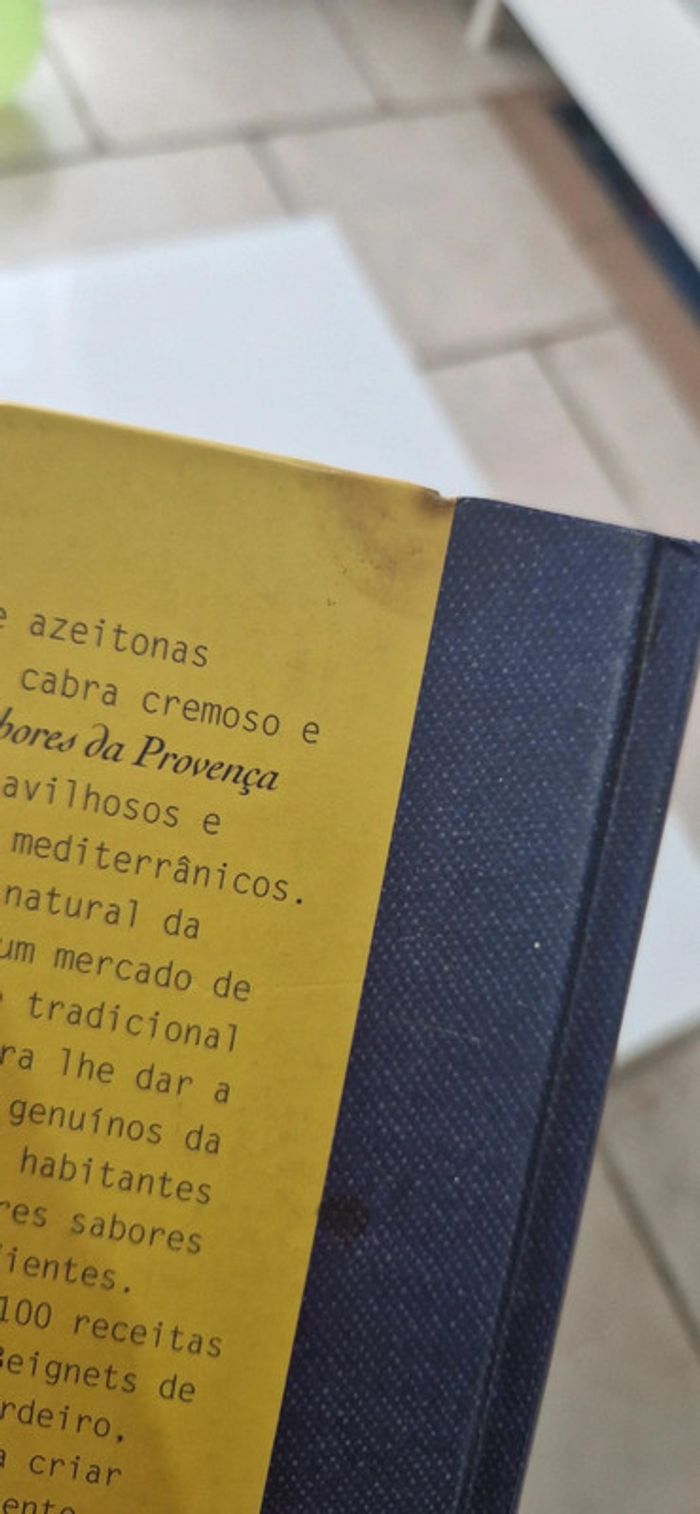 e azeitonas
cabra cremoso e
bores da Provença
avilhosos e
mediterrânicos.
natural da
um mercado de
tradicional
ra lhe dar a
genuínos da
habitantes
res sabores
ientes.
100 receitas
Beignets de
rdeiro,
a criar
ento